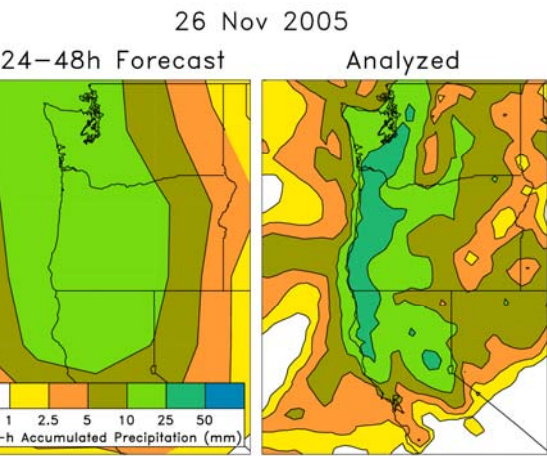 26 Nov 2005
24-48h Forecast
Analyzed
1 2.5 5 10 25 50
-h Accumulated Precipitation (mm)